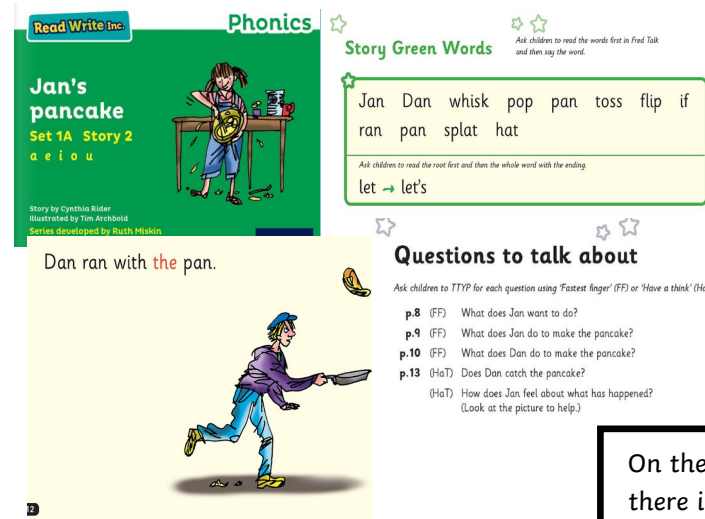 Read Write Inc.
Phonics
Jan's
pancake
Set 1A Story 2
a e i o u
Story by Cynthia Rider
Illustrated by Tim Archbold
Series developed by Ruth Miskin
Story Green Words
Ask children to read the words first in Fred Talk
and then say the word.
Jan Dan whisk pop pan toss flip if
ran pan splat hat
Ask children to read the root first and then the whole word with the ending.
let → let's
Dan ran with the pan.
12
Questions to talk about
Ask children to TTYP for each question using 'Fastest finger' (FF) or 'Have a think' (
p.8 (FF) What does Jan want to do?
p.9 (FF) What does Jan do to make the pancake?
p.10 (FF) What does Dan do to make the pancake?
p.13 (HaT) Does Dan catch the pancake?
(HaT) How does Jan feel about what has happened?
(Look at the picture to help.)
On the
there i